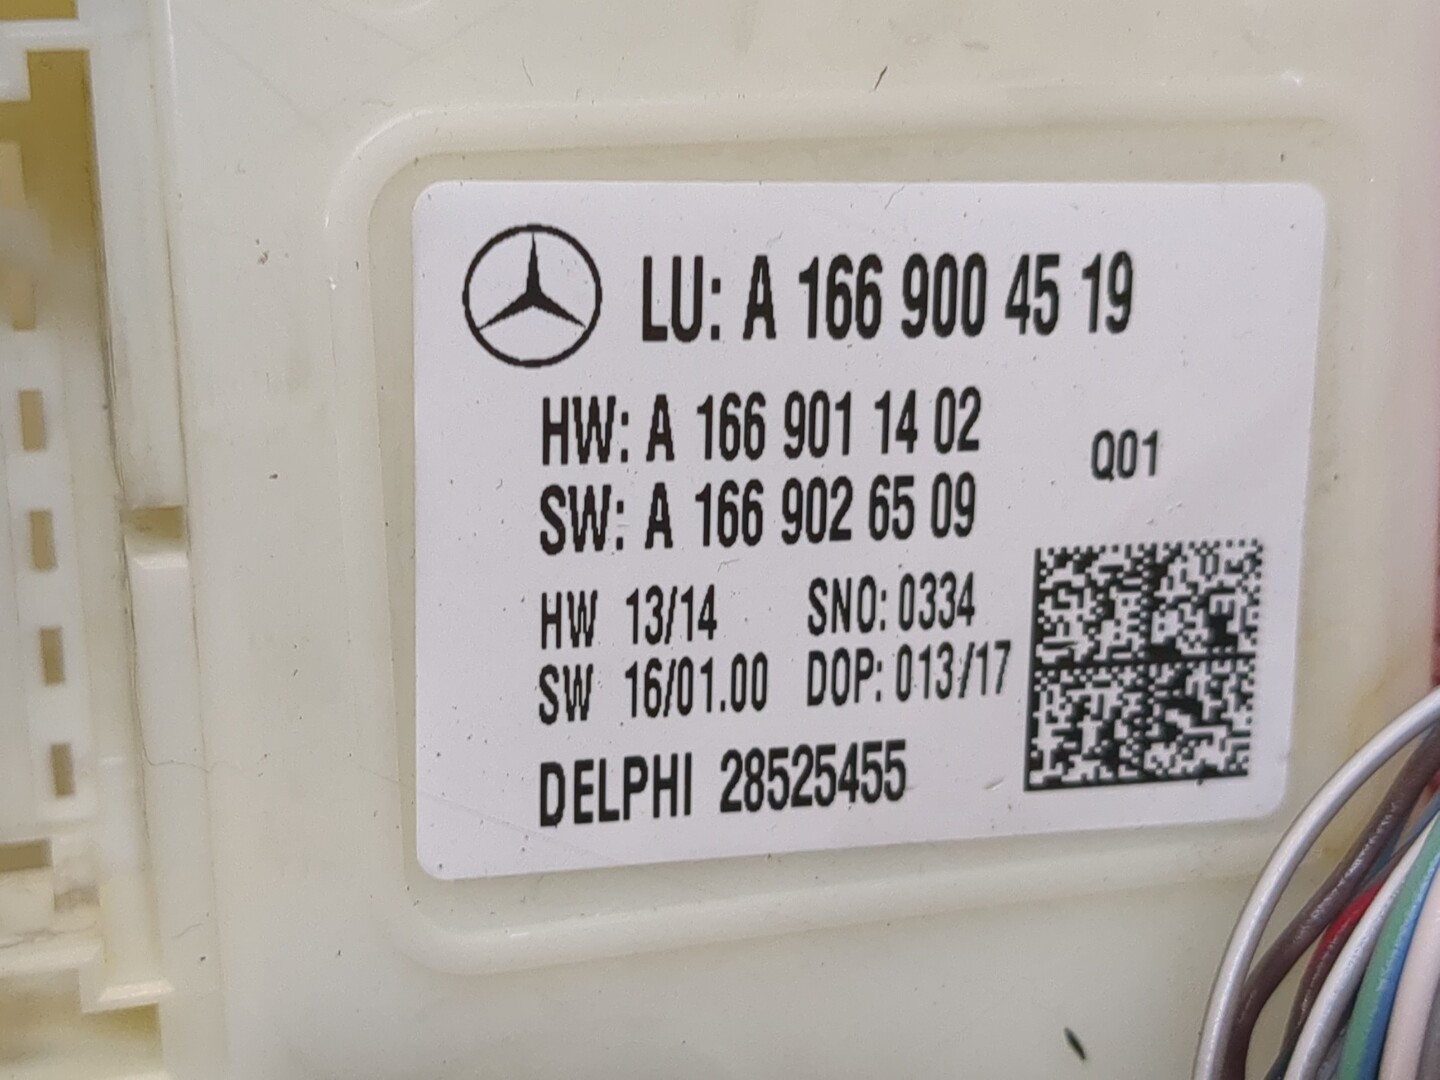 LU: A 166 900 45 19
HW: A 166 901 14 02
Q01
SW: A 166 902 65 09
HW 13/14 SNO: 0334
SW 16/01.00 DOP: 013/17
DELPHI 28525455